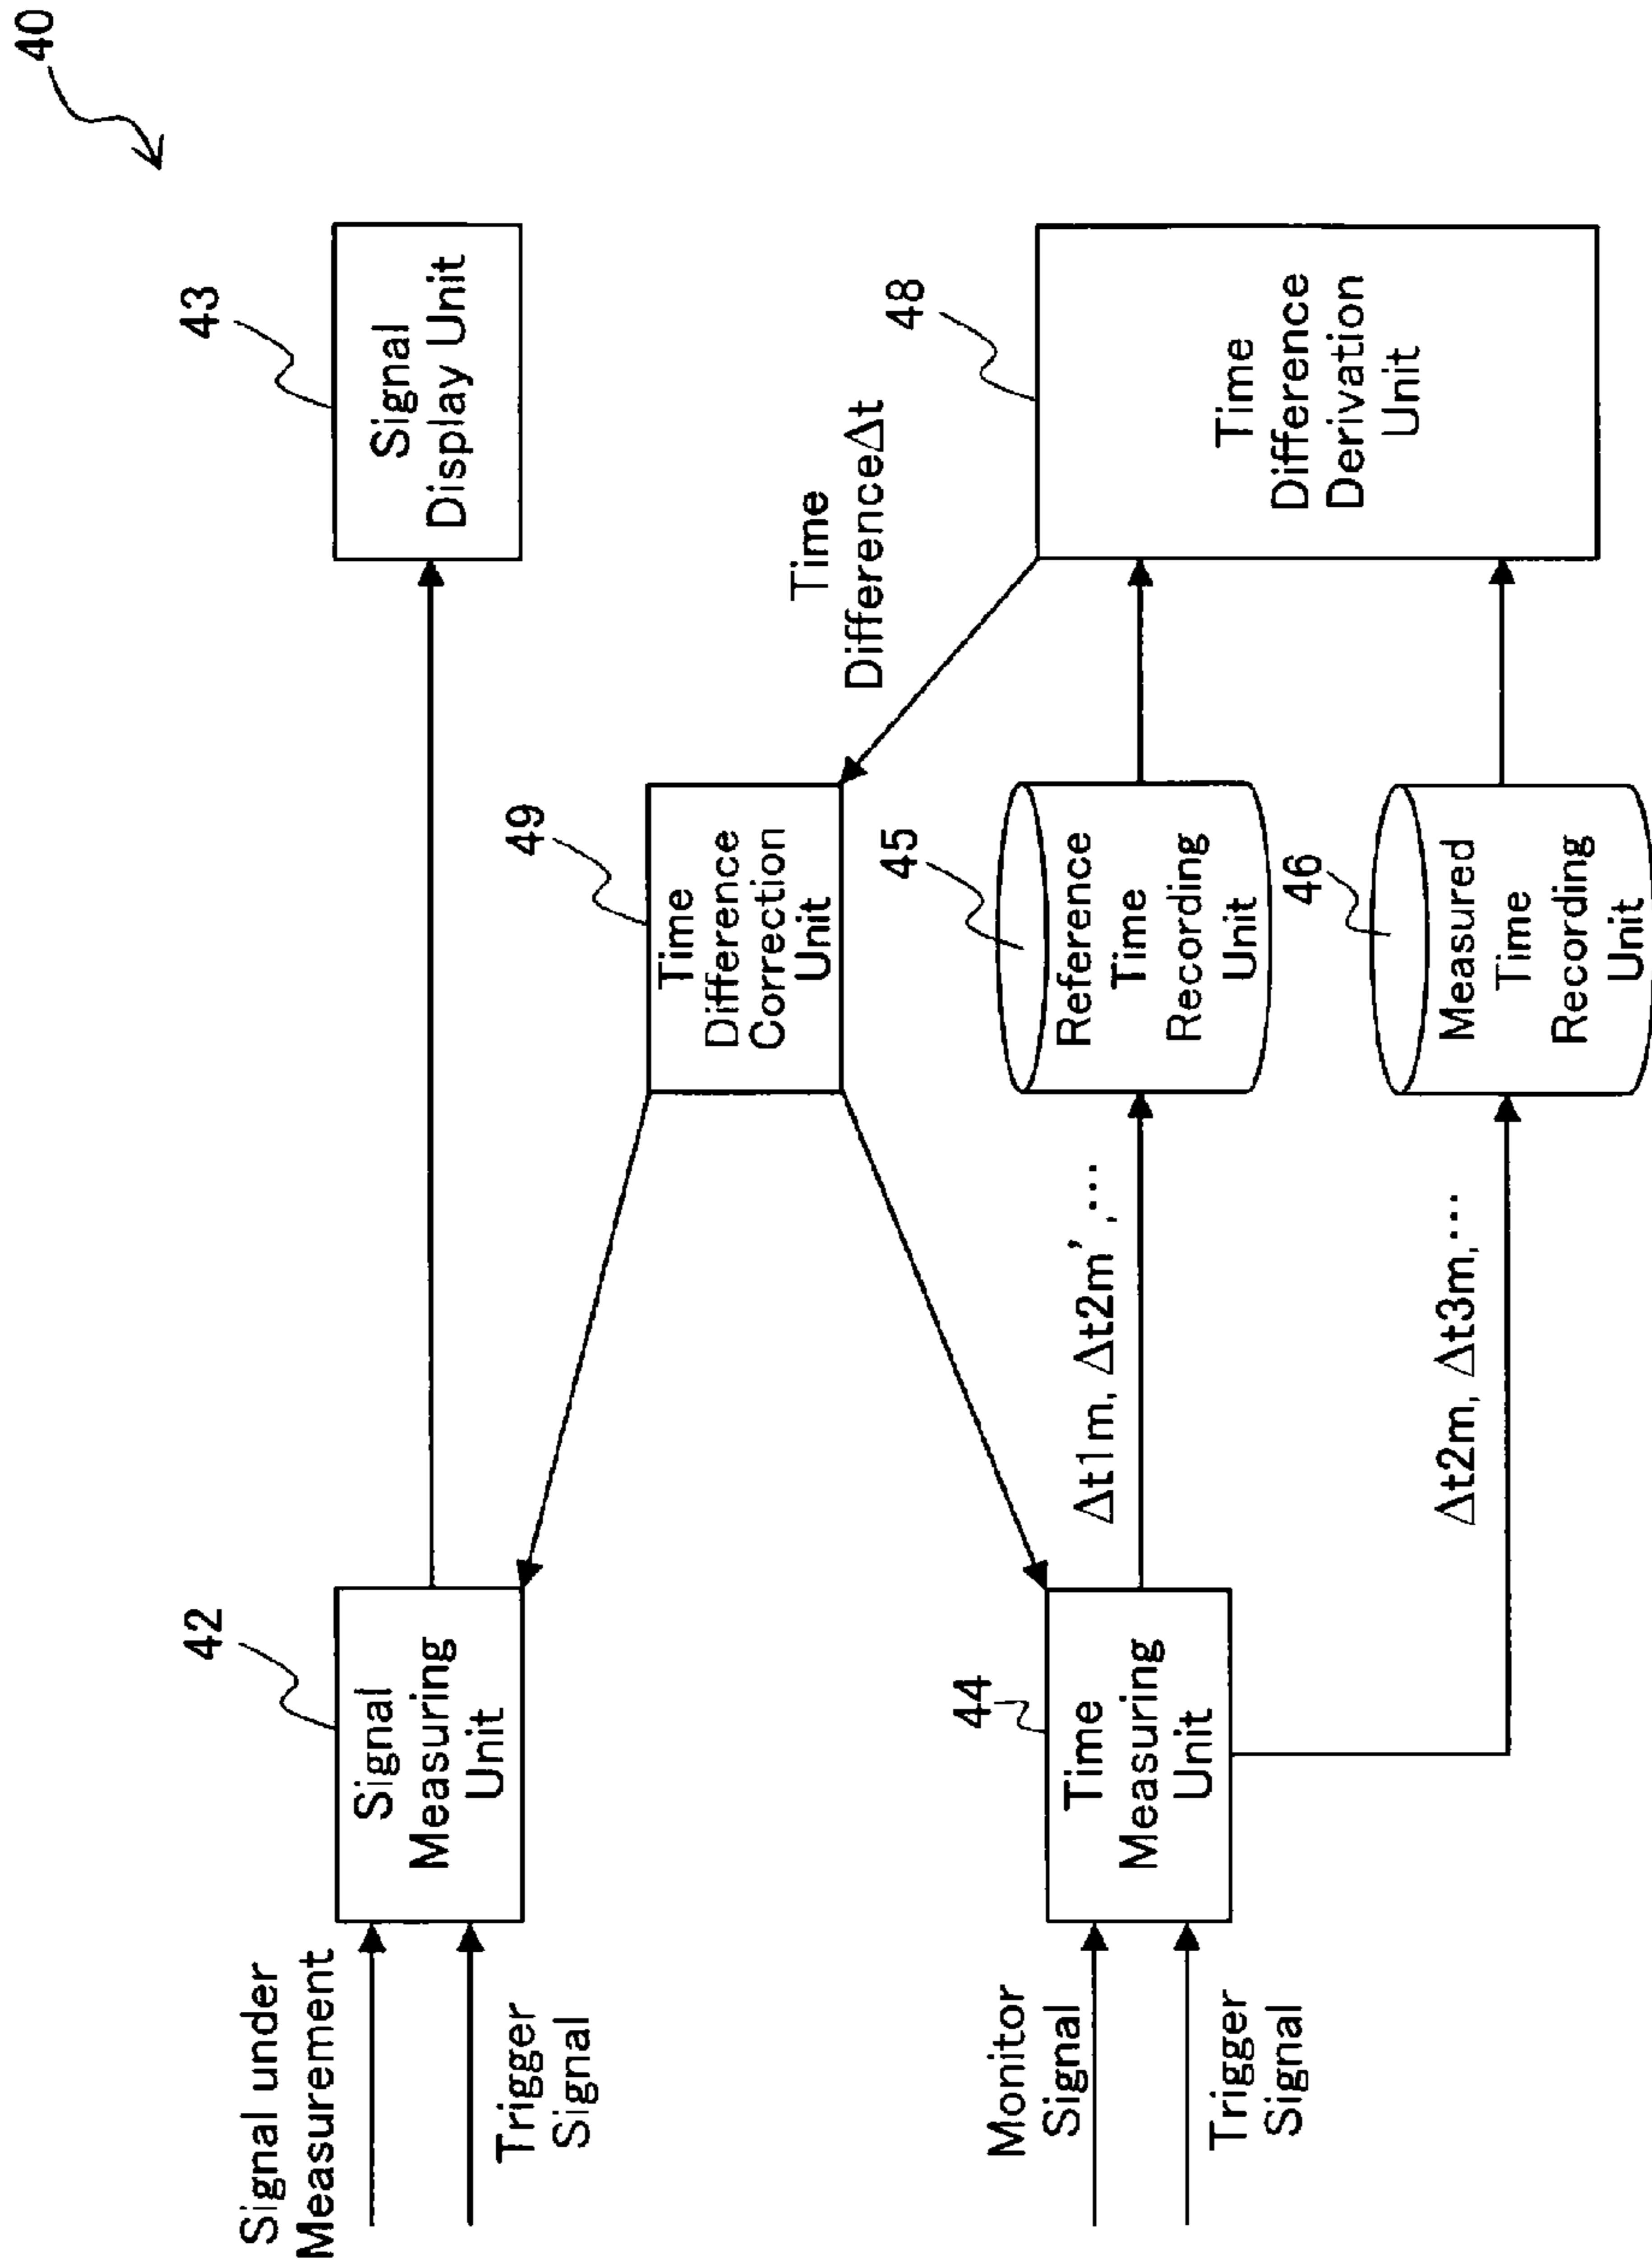 40
Signal under
Measurement
Trigger
Signal
42
Signal
Measuring
Unit
43
Signal
Display Unit
49
Time
Difference
Correction
Unit
Time
DifferenceΔt
Monitor
Signal
Trigger
Signal
44
Time
Measuring
Unit
Δt1m, Δt2m',···
45
Reference
Time
Recording
Unit
48
Time
Difference
Derivation
Unit
Δt2m, Δt3m,···
46
Measured
Time
Recording
Unit